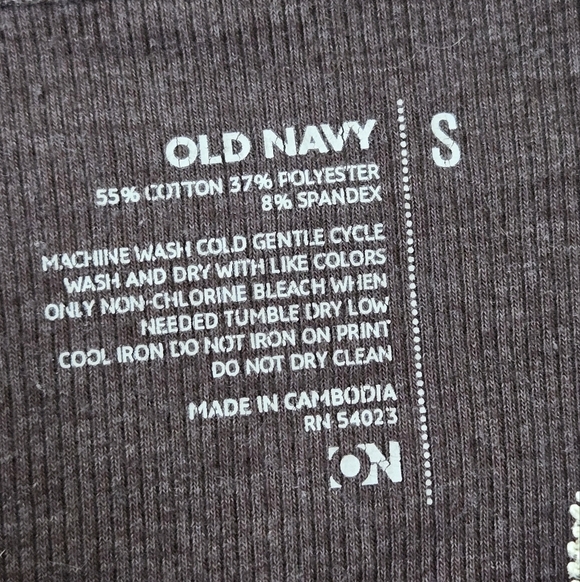 OLD NAVY
S
55% COTTON 37% POLYESTER
8% SPANDEX
MACHINE WASH COLD GENTLE CYCLE
WASH AND DRY WITH LIKE COLORS
ONLY NON-CHLORINE BLEACH WHEN
NEEDED TUMBLE DRY LOW
COOL IRON DO NOT IRON ON PRINT
DO NOT DRY CLEAN
MADE IN CAMBODIA
RN 54023
ON